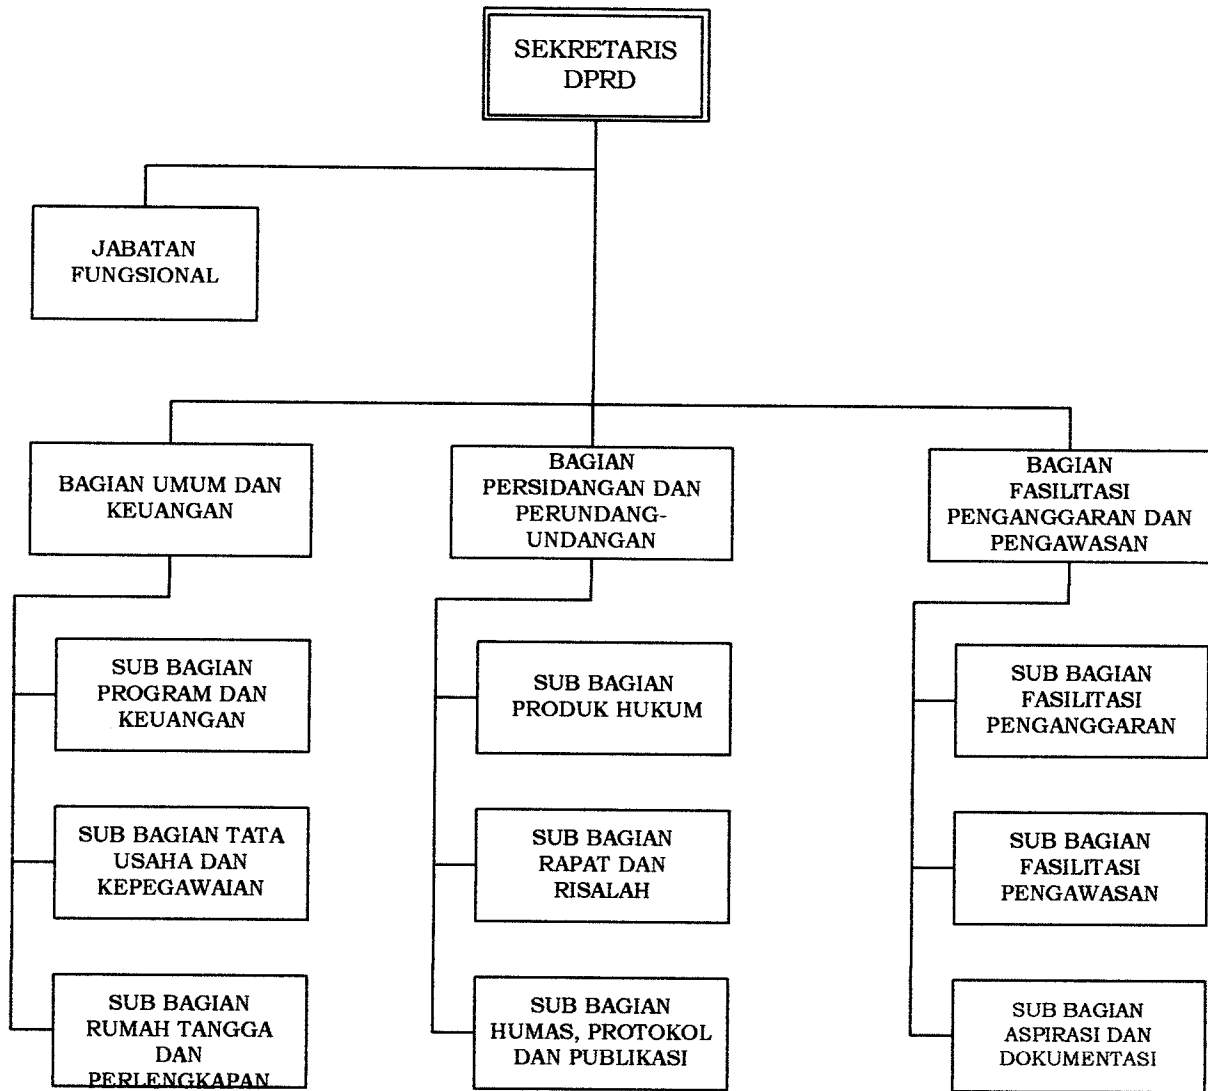 SEKRETARIS
DPRD
JABATAN
FUNGSIONAL
BAGIAN UMUM DAN
KEUANGAN
BAGIAN
PERSIDANGAN DAN
PERUNDANG-
UNDANGAN
BAGIAN
FASILITASI
PENGANGGARAN DAN
PENGAWASAN
SUB BAGIAN
PROGRAM DAN
KEUANGAN
SUB BAGIAN
PRODUK HUKUM
SUB BAGIAN
FASILITASI
PENGANGGARAN
SUB BAGIAN TATA
USAHA DAN
KEPEGAWAIAN
SUB BAGIAN
RAPAT DAN
RISALAH
SUB BAGIAN
FASILITASI
PENGAWASAN
SUB BAGIAN
RUMAH TANGGA
DAN
PERLENGKAPAN
SUB BAGIAN
HUMAS, PROTOKOL
DAN PUBLIKASI
SUB BAGIAN
ASPIRASI DAN
DOKUMENTASI